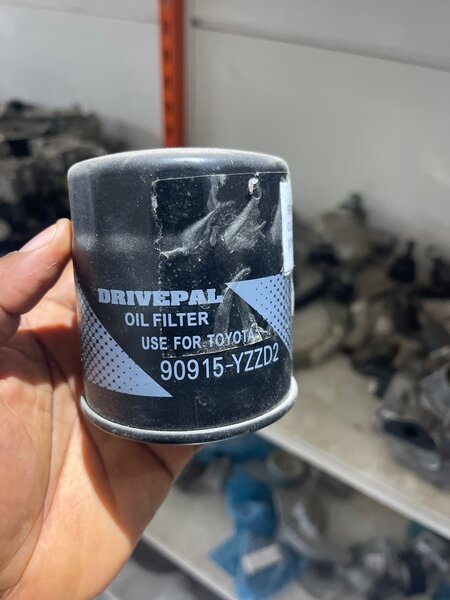 DRIVEPAL
OIL FILTER
USE FOR TOYOTA
90915-YZZD2